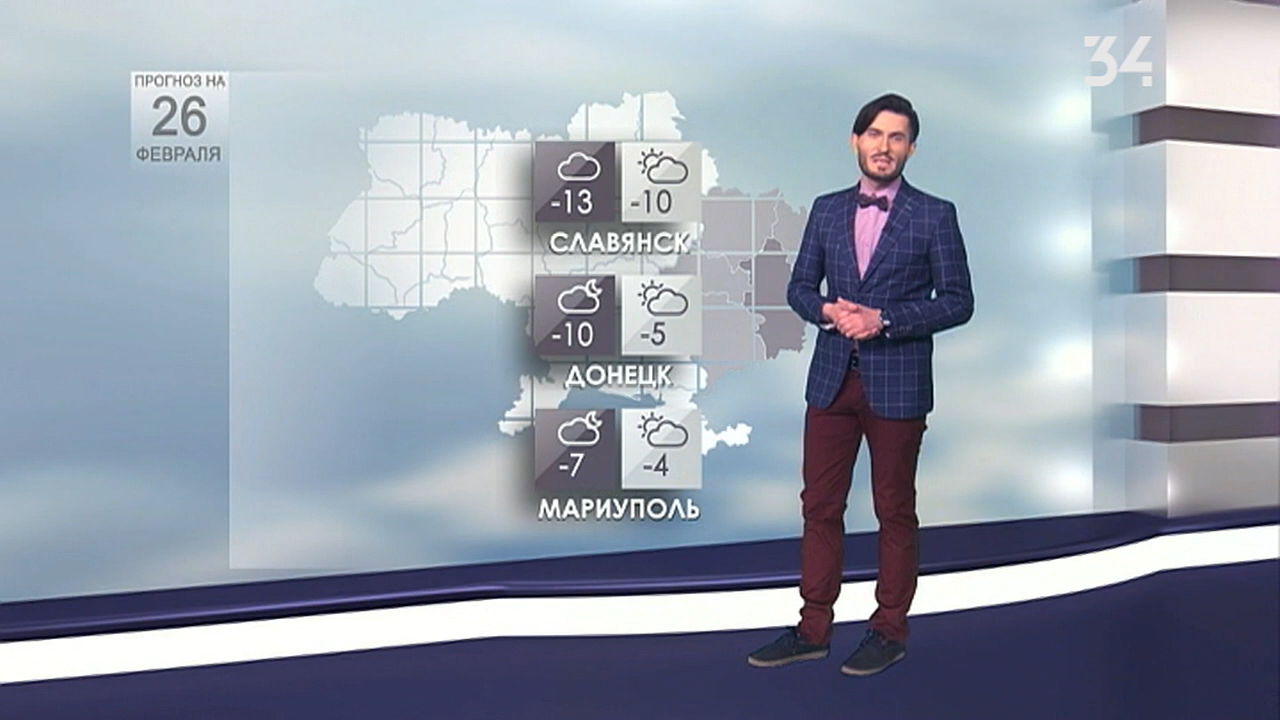 ПРОГНОЗ НА
26
ФЕВРАЛЯ
34
-13 -10
СЛАВЯНСК
-10 -5
ДОНЕЦК
-7 -4
МАРИУПОЛЬ